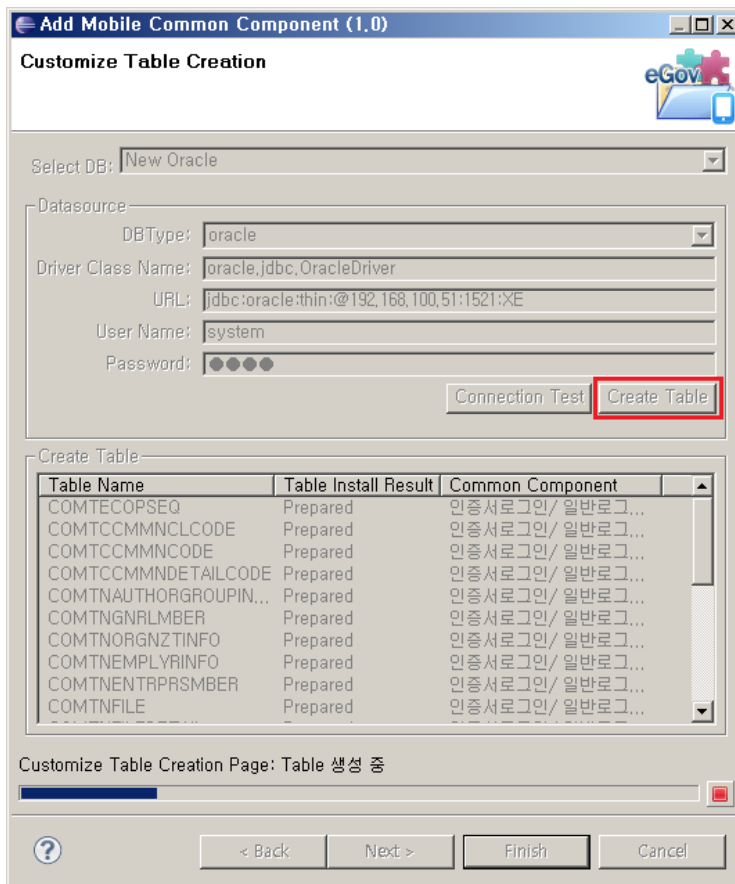 Add Mobile Common Component (1.0)
Customize Table Creation
eGov
Select DB: New Oracle
Datasource
DBType: oracle
Driver Class Name: oracle.jdbc.OracleDriver
URL: jdbc:oracle:thin:@192.168.100.51:1521:XE
User Name: system
Password: ●●●●
Connection Test Create Table
Create Table
Table Name Table Install Result Common Component
COMTECOPSEQ Prepared 인증서로그인/ 일반로그...
COMTCCMMNCLCODE Prepared 인증서로그인/ 일반로그...
COMTCCMMNCODE Prepared 인증서로그인/ 일반로그...
COMTCCMMNDETAILCODE Prepared 인증서로그인/ 일반로그...
COMTNAUTHORGROUPIN... Prepared 인증서로그인/ 일반로그...
COMTNGNRLMBER Prepared 인증서로그인/ 일반로그...
COMTNORGNZTINFO Prepared 인증서로그인/ 일반로그...
COMTNEMPLYRINFO Prepared 인증서로그인/ 일반로그...
COMTNENTRPRSMBER Prepared 인증서로그인/ 일반로그...
COMTNFILE Prepared 인증서로그인/ 일반로그...
Customize Table Creation Page: Table 생성 중
? < Back Next > Finish Cancel